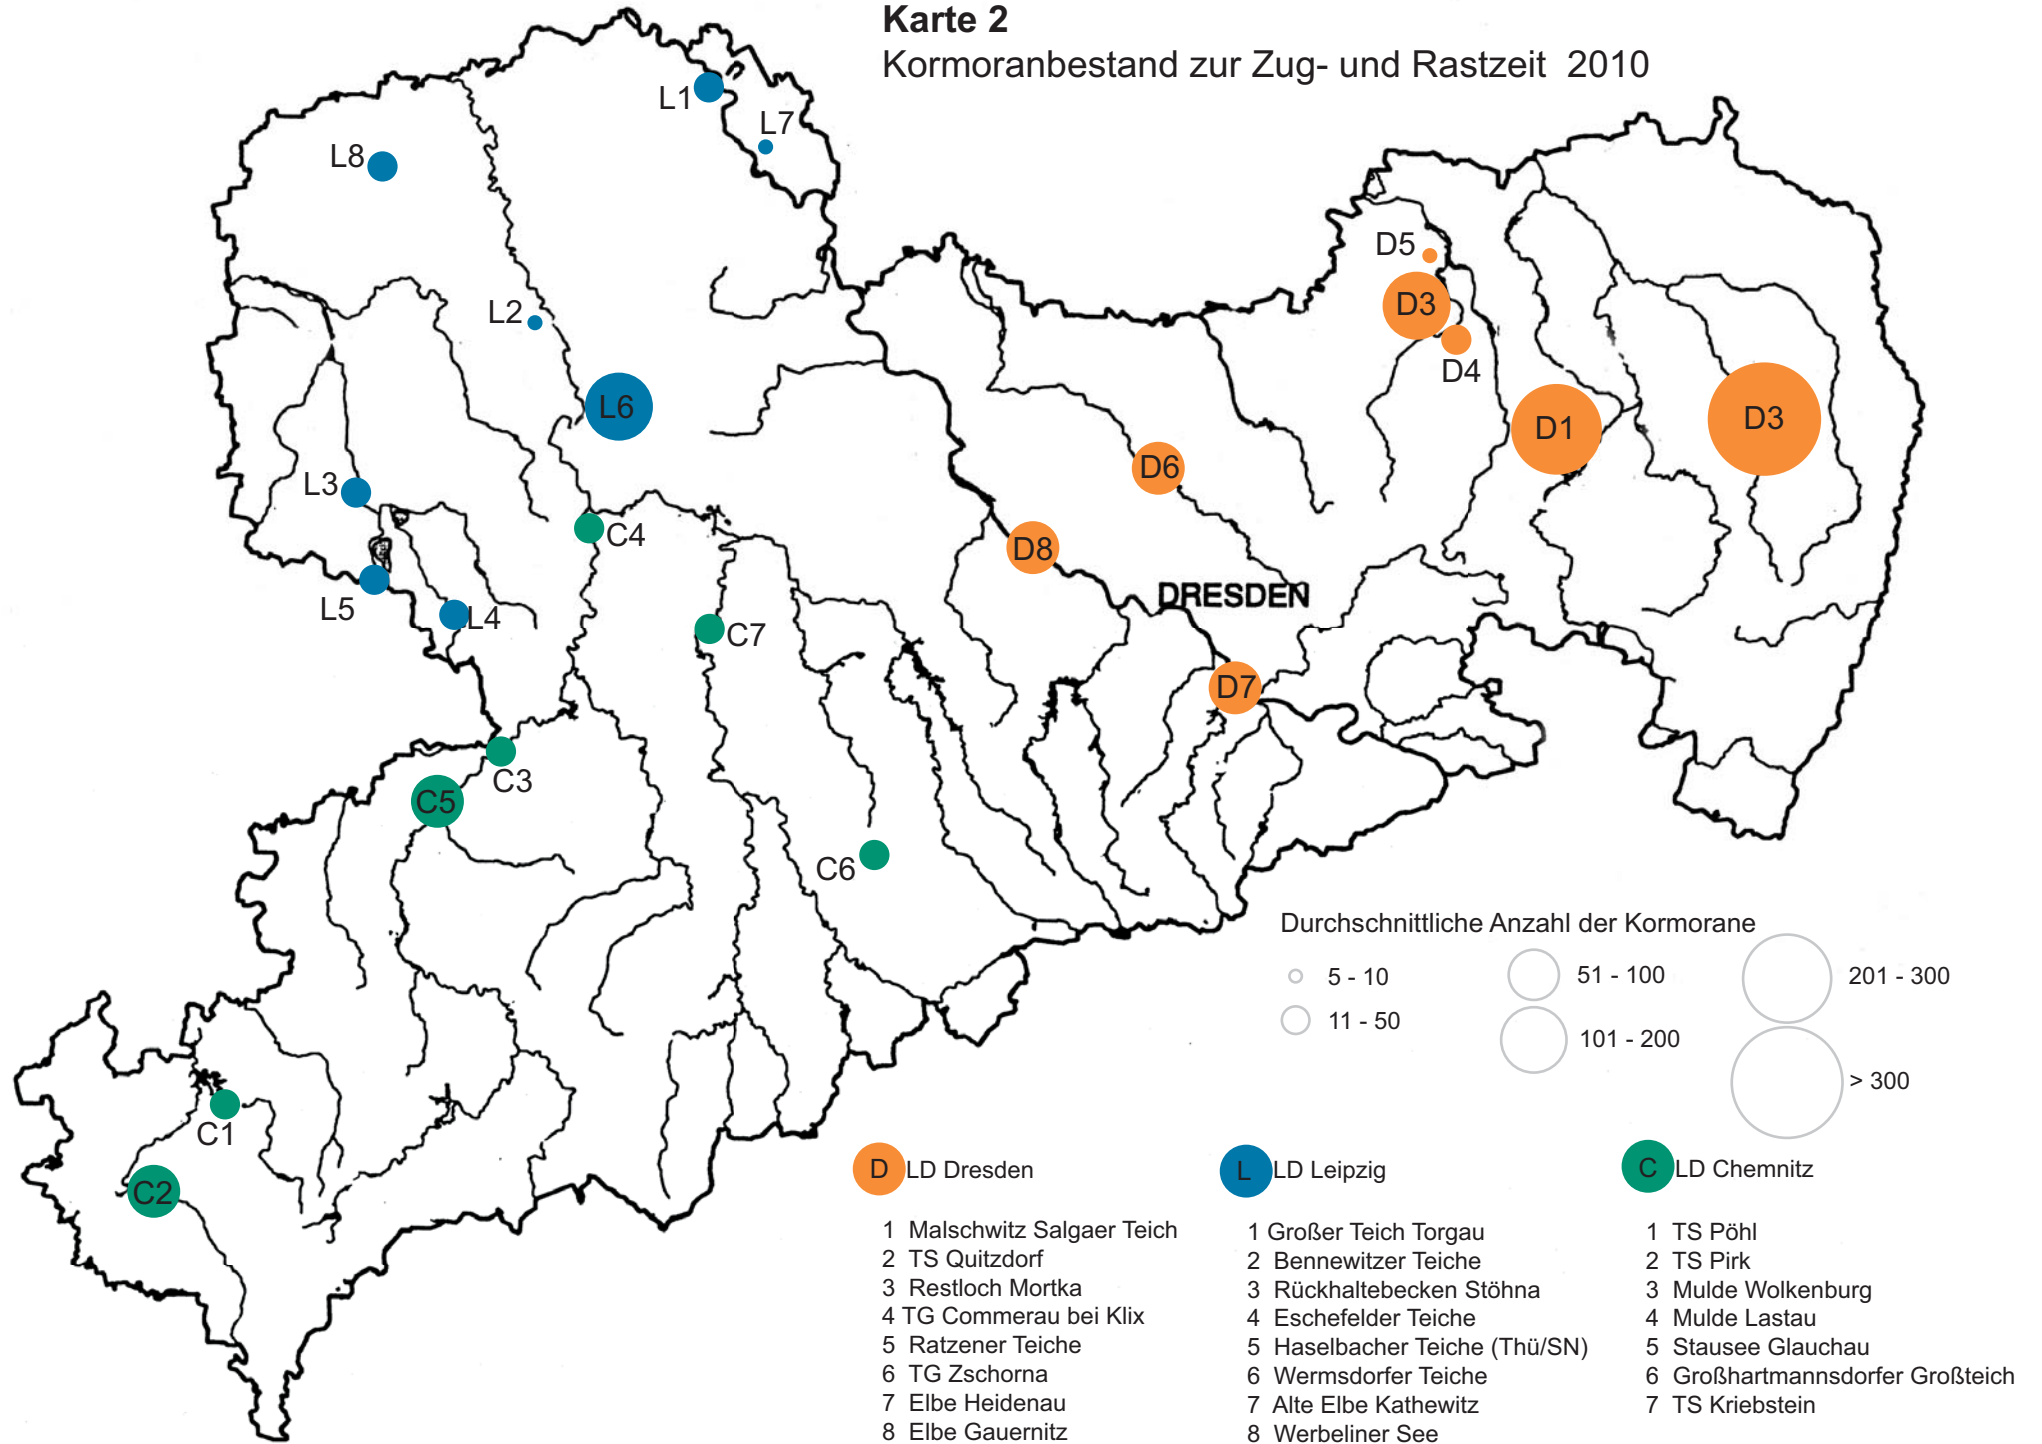 Karte 2
Kormoranbestand zur Zug- und Rastzeit  2010
L1
L7
L8
D5
D3
L2
D4
L6
D1
D3
D6
L3
C4
D8
DRESDEN
L5
L4
C7
D7
C3
C5
C6
C1
C2
Durchschnittliche Anzahl der Kormorane
5 - 10
11 - 50
51 - 100
101 - 200
201 - 300
> 300
D LD Dresden
1 Malschwitz Salgaer Teich
2 TS Quitzdorf
3 Restloch Mortka
4 TG Commerau bei Klix
5 Ratzener Teiche
6 TG Zschorna
7 Elbe Heidenau
8 Elbe Gauernitz
L LD Leipzig
1 Großer Teich Torgau
2 Bennewitzer Teiche
3 Rückhaltebecken Stöhna
4 Eschefelder Teiche
5 Haselbacher Teiche (Thü/SN)
6 Wermsdorfer Teiche
7 Alte Elbe Kathewitz
8 Werbeliner See
C LD Chemnitz
1 TS Pöhl
2 TS Pirk
3 Mulde Wolkenburg
4 Mulde Lastau
5 Stausee Glauchau
6 Großhartmannsdorfer Großteich
7 TS Kriebstein